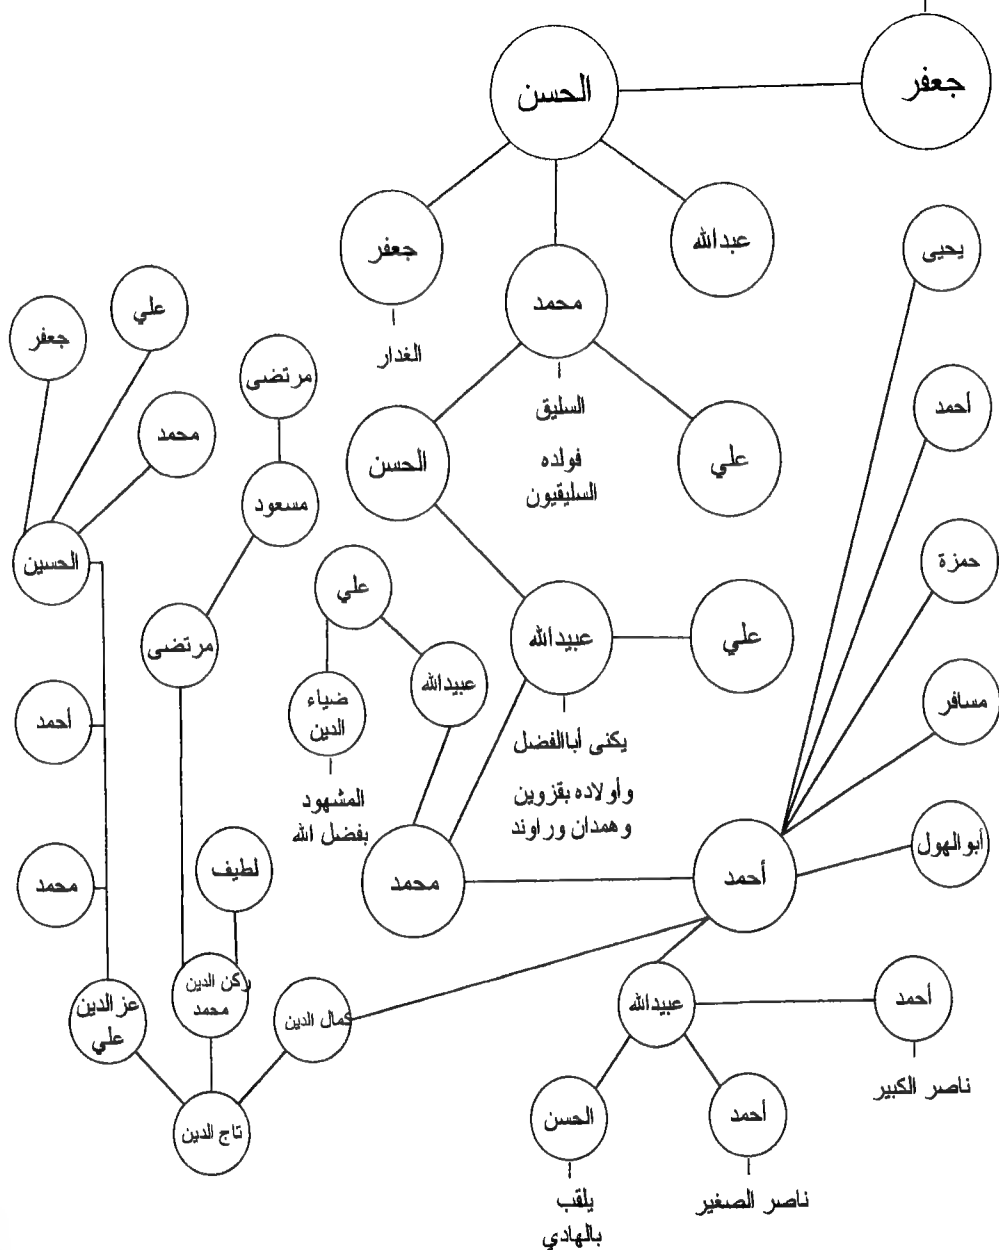 جعفر
الحسن
عبدالله
محمد
جعفر
الغدار
السليق
فولده
السليقيون
علي
الحسن
عبيدالله
علي
يكنى أباالفضل
وأولاده بقزوين
وهمدان وراوند
يحيى
أحمد
حمزة
مسافر
أبوالهول
أحمد
محمد
عبيدالله
علي
ضياء
الدين
المشهود
بفضل الله
عبيدالله
أحمد
ناصر الكبير
أحمد
ناصر الصغير
الحسن
يلقب
بالهادي
كمال الدين
تاج الدين
ركن الدين
محمد
لطيف
مرتضى
مسعود
مرتضى
عزالدين
علي
محمد
أحمد
الحسين
محمد
علي
جعفر